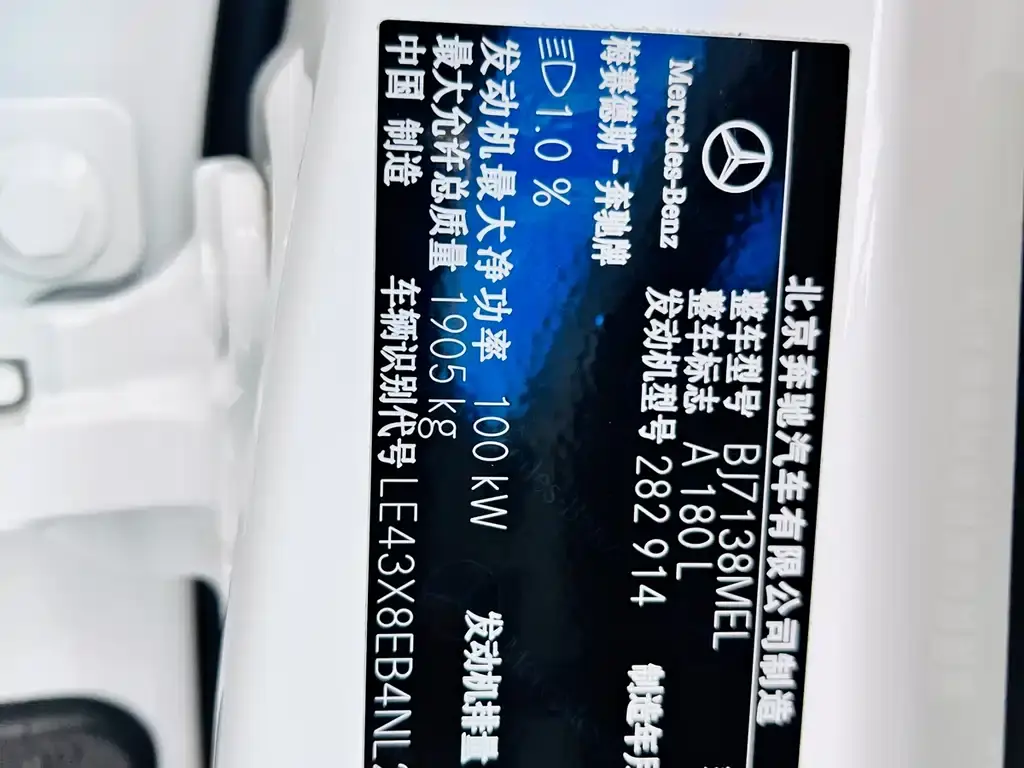 北京奔驰汽车有限公司制造
Mercedes-Benz
整车型号 BJ7138MEL
整车标志 A 180 L
梅赛德斯-奔驰牌
发动机型号 282 914 制造年月
1.0 %
发动机最大净功率 100 kW 发动机排量
最大允许总质量 1905 kg
中国 制造 车辆识别代号 LE43X8EB4NL